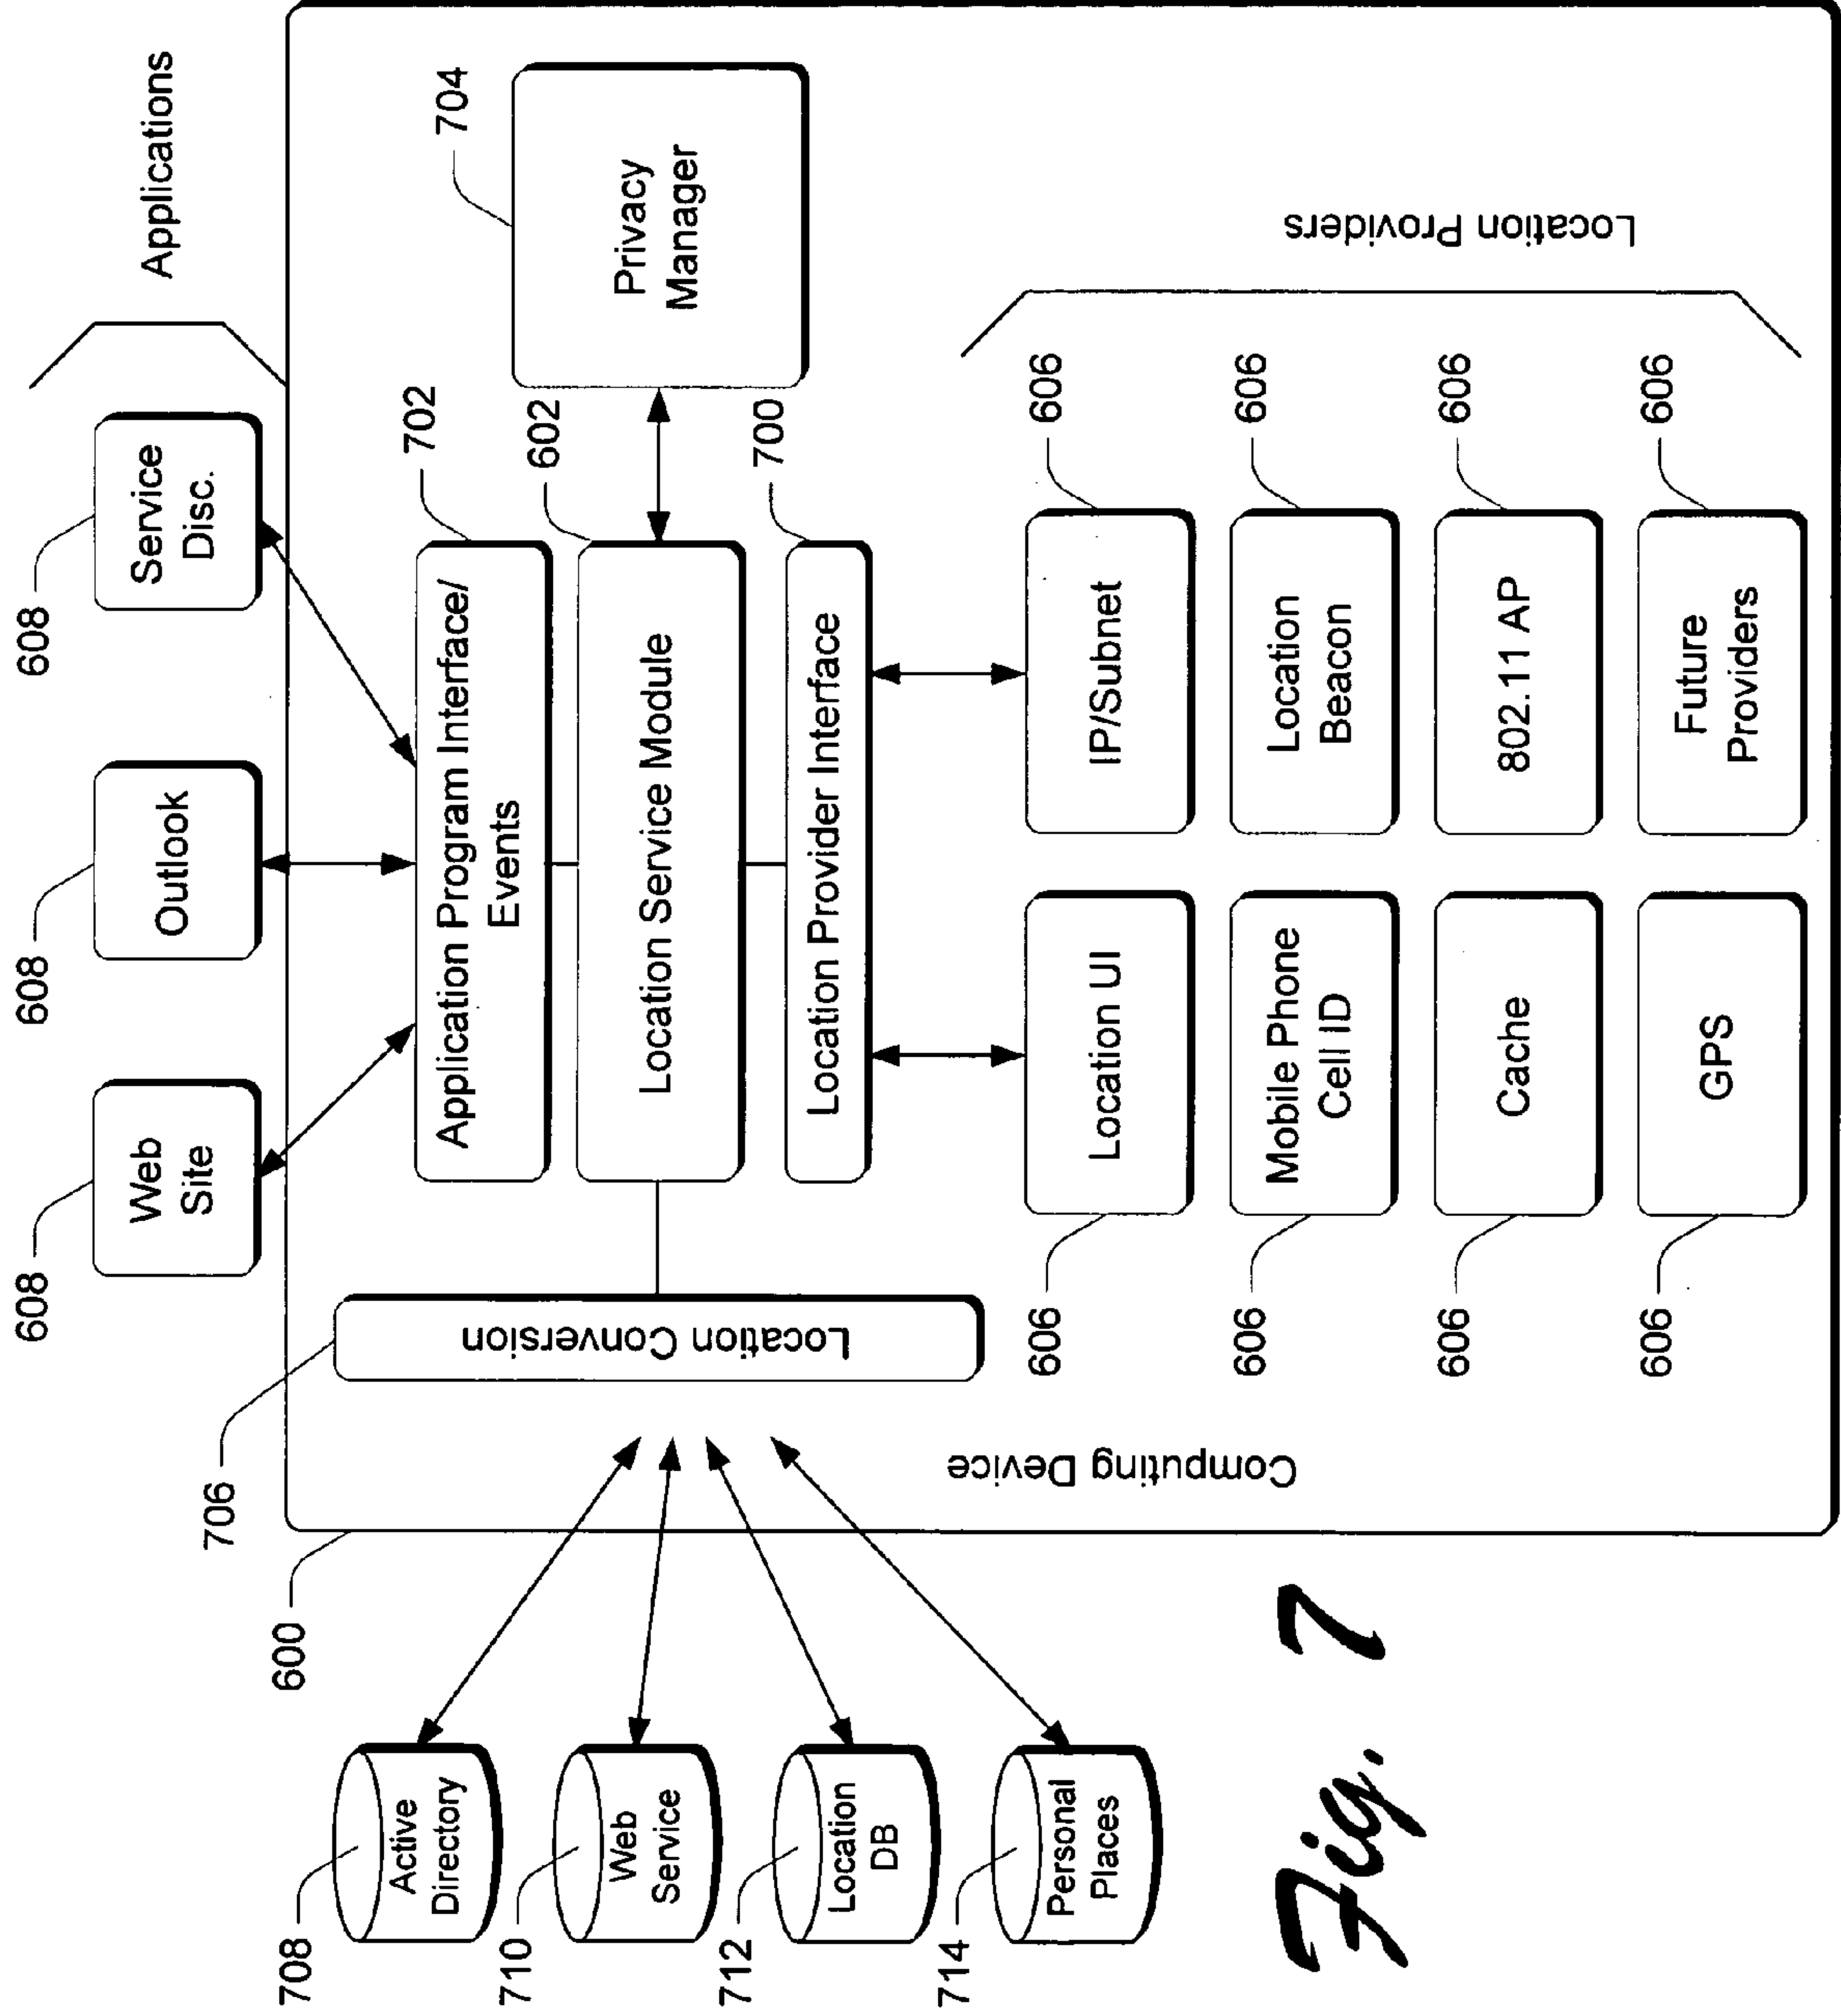 Applications
608
608
608
Web
Site
Outlook
Service
Disc.
600
706
702
602
700
704
Application Program Interface/
Events
Location Service Module
Location Provider Interface
Privacy
Manager
Location Conversion
Computing Device
708
Active
Directory
710
Web
Service
712
Location
DB
714
Personal
Places
606
Location UI
IP/Subnet
606
606
Mobile Phone
Cell ID
Location
Beacon
606
606
Cache
802.11 AP
606
606
GPS
Future
Providers
606
Location Providers
Fig. 7